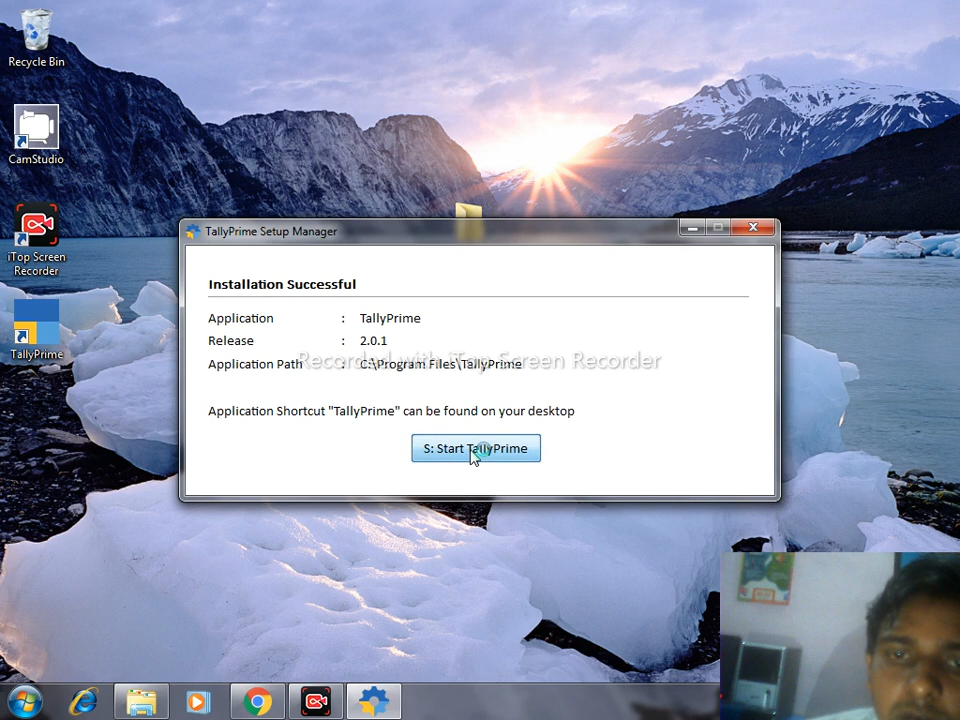 Recycle Bin
CamStudio
iTop Screen
Recorder
TallyPrime
TallyPrime Setup Manager
Installation Successful
Application : TallyPrime
Release : 2.0.1
Application Path : C:\Program Files\TallyPrime
Recorded with iTop Screen Recorder
Application Shortcut "TallyPrime" can be found on your desktop
S: Start TallyPrime